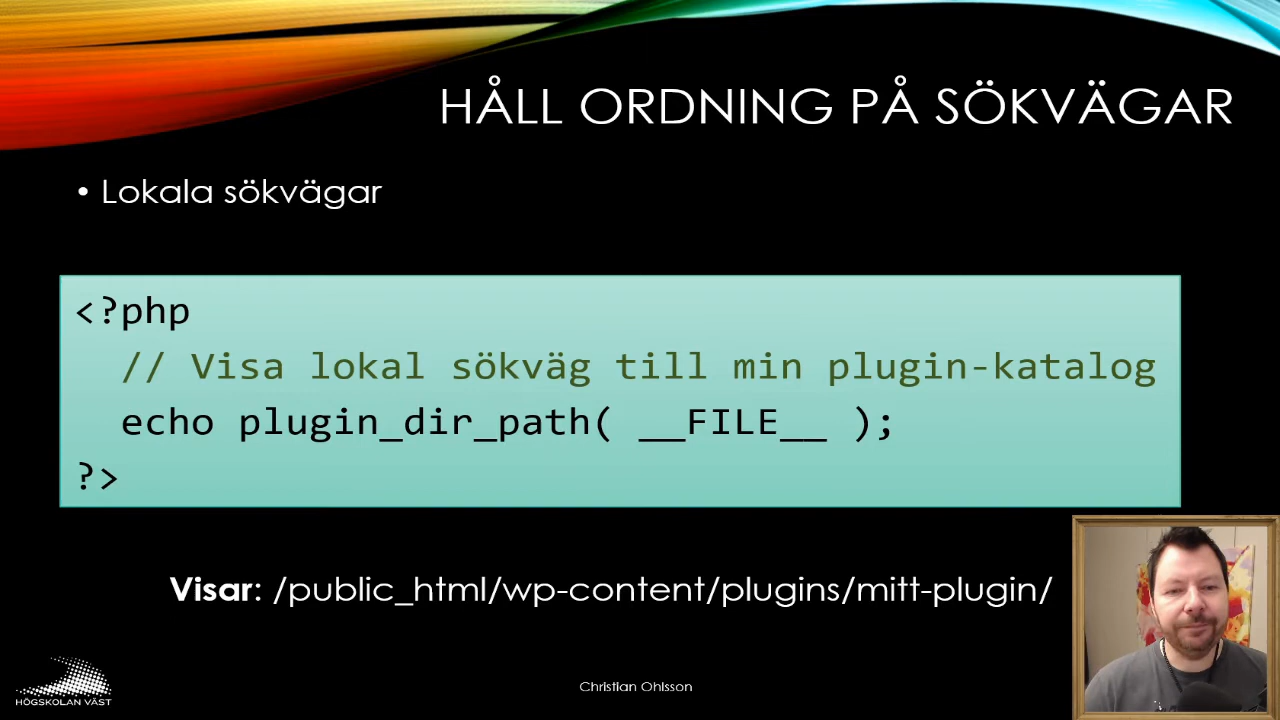 HÅLL ORDNING PÅ SÖKVÄGAR
• Lokala sökvägar
<?php
// Visa lokal sökväg till min plugin-katalog
echo plugin_dir_path( __FILE__ );
?>
Visar: /public_html/wp-content/plugins/mitt-plugin/
HÖGSKOLAN VÄST
Christian Ohlsson